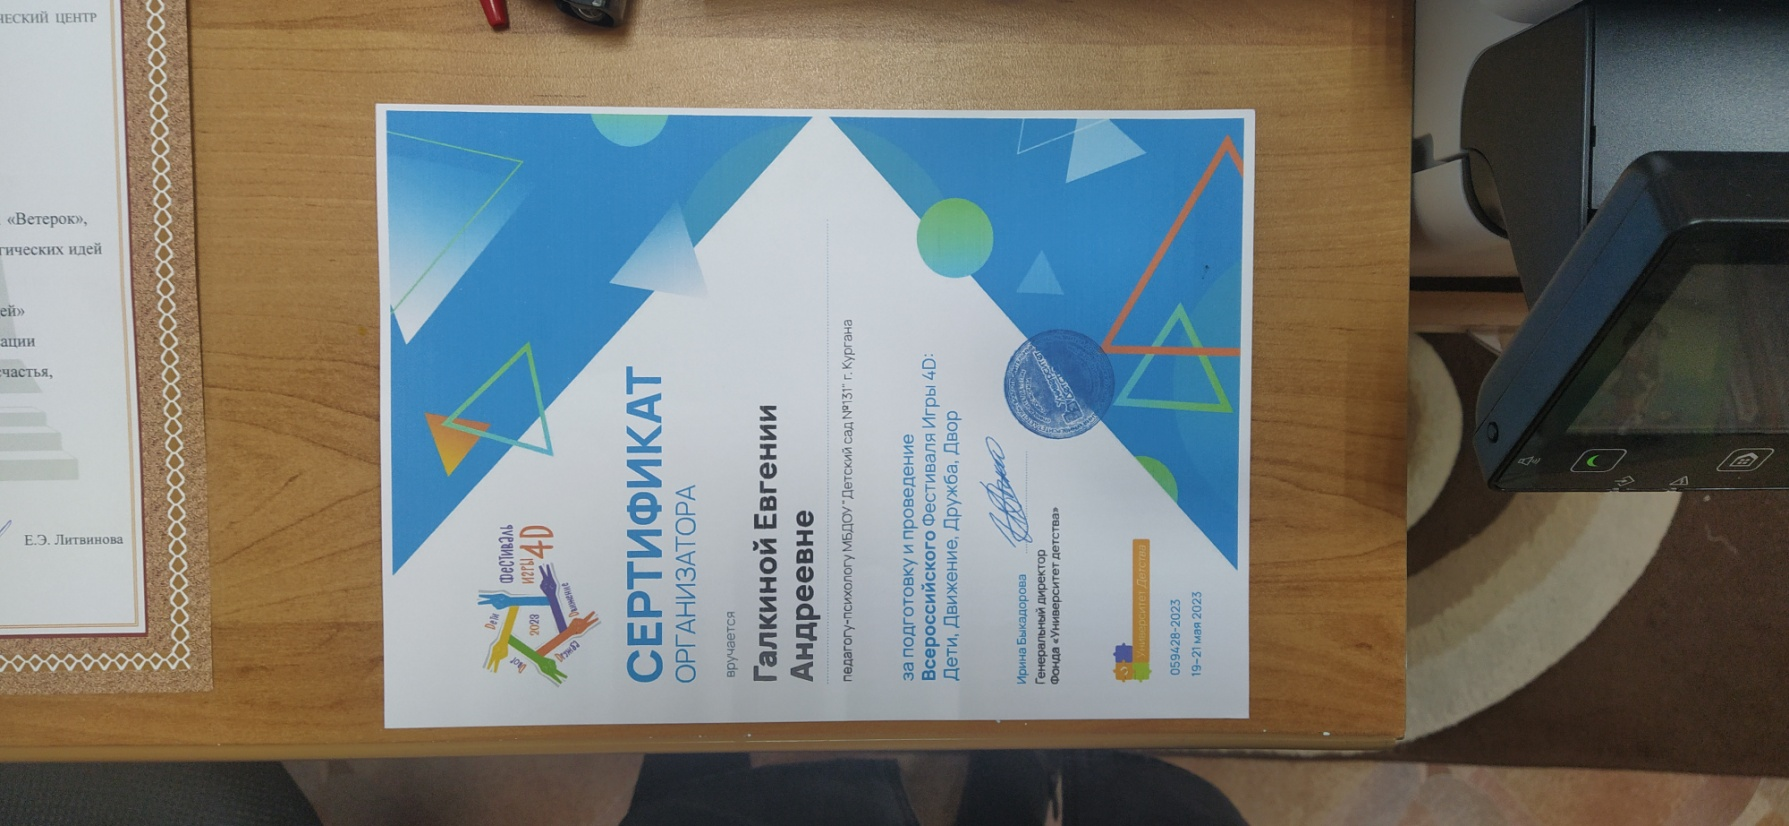 ЕСКИЙ ЦЕНТР
«Ветерок»,
гических идей
ей»
ации
счастья,
Е.Э. Литвинова
ФЕСТИВАЛЬ
ИГРЫ 4D
Дети
Движение
2023
Двор
Дружба
СЕРТИФИКАТ
ОРГАНИЗАТОРА
вручается
Галкиной Евгении
Андреевне
педагогу-психологу МБДОУ "Детский сад №131" г. Кургана
за подготовку и проведение
Всероссийского Фестиваля Игры 4D:
Дети, Движение, Дружба, Двор
Ирина Быкадорова
Генеральный директор
Фонда «Университет детства»
Университет Детства
059428-2023
19-21 мая 2023